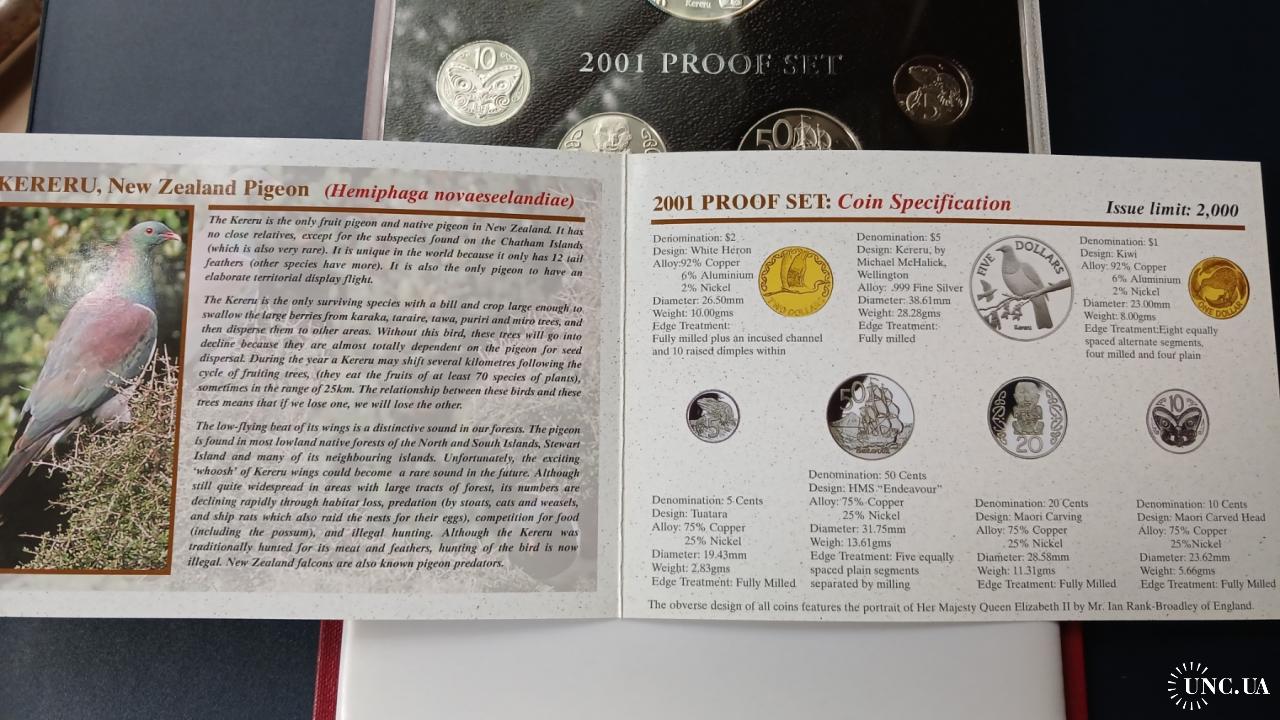 Kereru
10
2001 PROOF SET
5
50
KERERU, New Zealand Pigeon (Hemiphaga novaeseelandiae)
The Kereru is the only fruit pigeon and native pigeon in New Zealand. It has
no close relatives, except for the subspecies found on the Chatham Islands
(which is also very rare). It is unique in the world because it only has 12 tail
feathers (other species have more). It is also the only pigeon to have an
elaborate territorial display flight.
The Kereru is the only surviving species with a bill and crop large enough to
swallow the large berries from karaka, taraire, tawa, puriri and miro trees, and
then disperse them to other areas. Without this bird, these trees will go into
decline because they are almost totally dependent on the pigeon for seed
dispersal. During the year a Kereru may shift several kilometres following the
cycle of fruiting trees, (they eat the fruits of at least 70 species of plants),
sometimes in the range of 25km. The relationship between these birds and these
trees means that if we lose one, we will lose the other.
The low-flying beat of its wings is a distinctive sound in our forests. The pigeon
is found in most lowland native forests of the North and South Islands, Stewart
Island and many of its neighbouring islands. Unfortunately, the exciting
'whoosh' of Kereru wings could become a rare sound in the future. Although
still quite widespread in areas with large tracts of forest, its numbers are
declining rapidly through habitat loss, predation (by stoats, cats and weasels,
and ship rats which also raid the nests for their eggs), competition for food
(including the possum), and illegal hunting. Although the Kereru was
traditionally hunted for its meat and feathers, hunting of the bird is now
illegal. New Zealand falcons are also known pigeon predators.
2001 PROOF SET: Coin Specification
Issue limit: 2,000
Denomination: $2
Design: White Heron
Alloy:92% Copper
6% Aluminium
2% Nickel
Diameter: 26.50mm
Weight: 10.00gms
Edge Treatment:
Fully milled plus an incused channel
and 10 raised dimples within
TWO DOLLARS
Denomination: $5
Design: Kereru, by
Michael McHalick,
Wellington
Alloy: .999 Fine Silver
Diameter: 38.61mm
Weight: 28.28gms
Edge Treatment:
Fully milled
FIVE DOLLARS
Kereru
Denomination: $1
Design: Kiwi
Alloy: 92% Copper
6% Aluminium
2% Nickel
Diameter: 23.00mm
Weight: 8.00gms
Edge Treatment:Eight equally
spaced alternate segments,
four milled and four plain
ONE DOLLAR
5
50
Endeavour
20
10
Denomination: 5 Cents
Design: Tuatara
Alloy: 75% Copper
25% Nickel
Diameter: 19.43mm
Weight: 2.83gms
Edge Treatment: Fully Milled
Denomination: 50 Cents
Design: HMS."Endeavour"
Alloy: 75% Copper
25% Nickel
Diameter: 31.75mm
Weigh: 13.61gms
Edge Treatment: Five equally
spaced plain segments
separated by milling
Denomination: 20 Cents
Design: Maori Carving
Alloy: 75% Copper
25% Nickel
Diameter: 28.58mm
Weight: 11.31gms
Edge Treatment: Fully Milled
Denomination: 10 Cents
Design: Maori Carved Head
Alloy: 75% Copper
25%Nickel
Diameter: 23.62mm
Weight: 5.66gms
Edge Treatment: Fully Milled
The obverse design of all coins features the portrait of Her Majesty Queen Elizabeth II by Mr. Ian Rank-Broadley of England.
UNC.UA